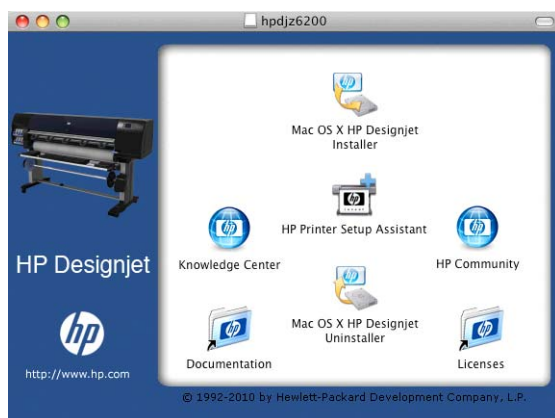 hpdjz6200
Mac OS X HP Designjet
Installer
HP Printer Setup Assistant
Knowledge Center
HP Community
HP Designjet
Mac OS X HP Designjet
Uninstaller
Documentation
Licenses
hp
http://www.hp.com
© 1992-2010 by Hewlett-Packard Development Company, L.P.